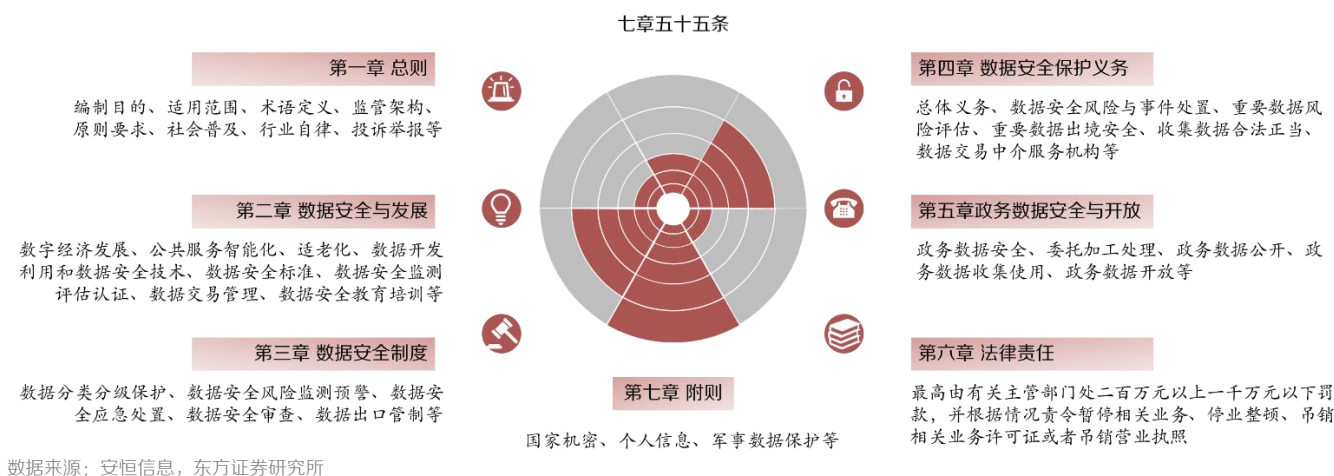 七章五十五条
第一章 总则
编制目的、适用范围、术语定义、监管架构、
原则要求、社会普及、行业自律、投诉举报等
第二章 数据安全与发展
数字经济发展、公共服务智能化、适老化、数据开发
利用和数据安全技术、数据安全标准、数据安全监测
评估认证、数据交易管理、数据安全教育培训等
第三章 数据安全制度
数据分类分级保护、数据安全风险监测预警、数据安
全应急处置、数据安全审查、数据出口管制等
第四章 数据安全保护义务
总体义务、数据安全风险与事件处置、重要数据风
险评估、重要数据出境安全、收集数据合法正当、
数据交易中介服务机构等
第五章政务数据安全与开放
政务数据安全、委托加工处理、政务数据公开、政
务数据收集使用、政务数据开放等
第六章 法律责任
最高由有关主管部门处二百万元以上一千万元以下罚
款，并根据情况责令暂停相关业务、停业整顿、吊销
相关业务许可证或者吊销营业执照
第七章 附则
国家机密、个人信息、军事数据保护等
数据来源：安恒信息，东方证券研究所